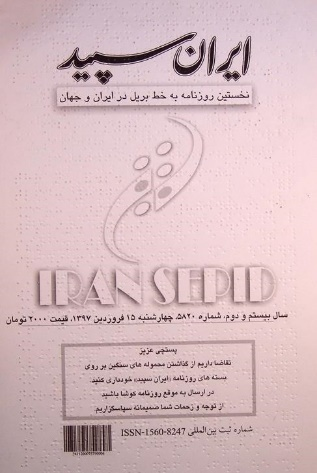 ایران سپید
نخستین روزنامه به خط بریل در ایران و جهان
IRAN SEPID
سال بیستم و دوم، شماره ۵۸۲۰، چهارشنبه ۱۵ فروردین ۱۳۹۷، قیمت ۲۰۰۰ تومان
پستچی عزیز
تقاضا داریم از گذاشتن محموله های سنگین بر روی
بسته های روزنامه «ایران سپید» خودداری کنید.
در ارسال به موقع روزنامه کوشا باشید
از توجه و زحمات شما صمیمانه سپاسگزاریم.
شماره ثبت بین‌المللی ISSN-1560-8247